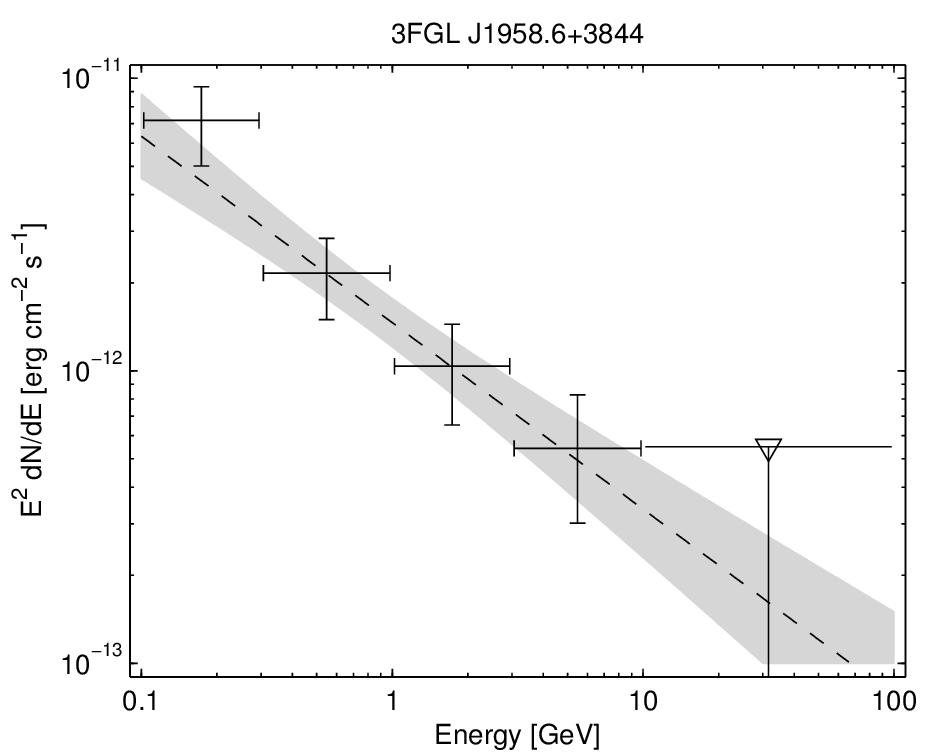 3FGL J1958.6+3844
10⁻¹¹
10⁻¹²
10⁻¹³
E² dN/dE [erg cm⁻² s⁻¹]
0.1 1 10 100
Energy [GeV]